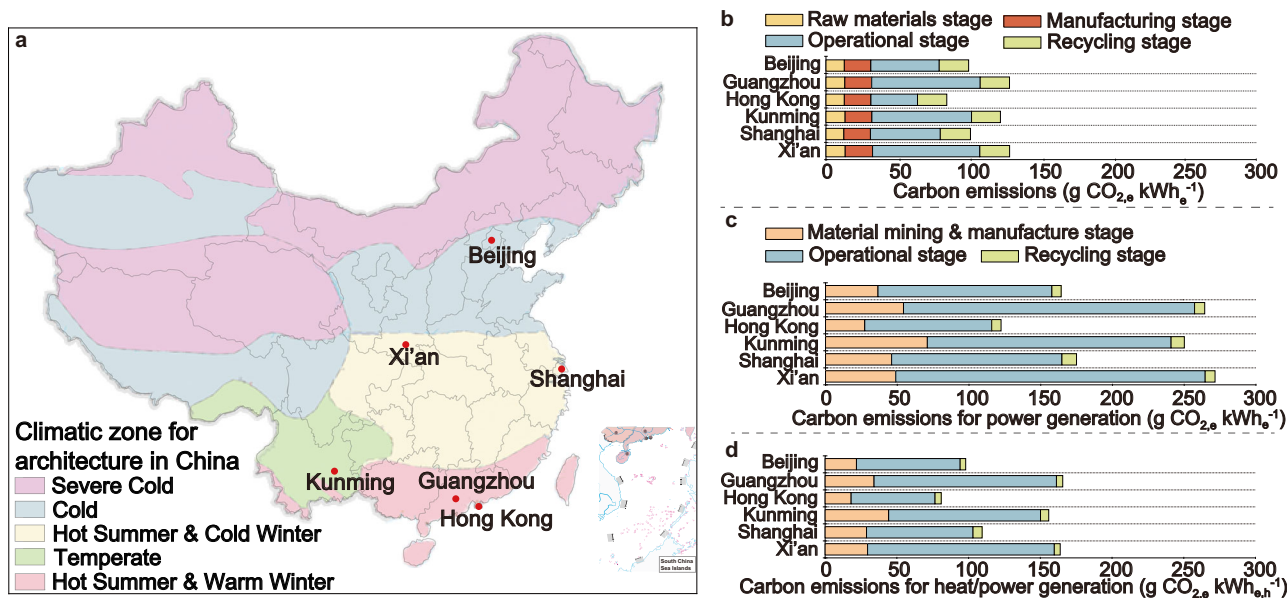 a
Beijing
Xi'an
Shanghai
Kunming
Guangzhou
Hong Kong
Climatic zone for
architecture in China
Severe Cold
Cold
Hot Summer & Cold Winter
Temperate
Hot Summer & Warm Winter
South China
Sea Islands
b
Raw materials stage
Manufacturing stage
Operational stage
Recycling stage
Beijing
Guangzhou
Hong Kong
Kunming
Shanghai
Xi'an
0 50 100 150 200 250 300
Carbon emissions (g CO2,e kWhe-1)
c
Material mining & manufacture stage
Operational stage
Recycling stage
Beijing
Guangzhou
Hong Kong
Kunming
Shanghai
Xi'an
0 50 100 150 200 250 300
Carbon emissions for power generation (g CO2,e kWhe-1)
d
Beijing
Guangzhou
Hong Kong
Kunming
Shanghai
Xi'an
0 50 100 150 200 250 300
Carbon emissions for heat/power generation (g CO2,e kWhe,h-1)